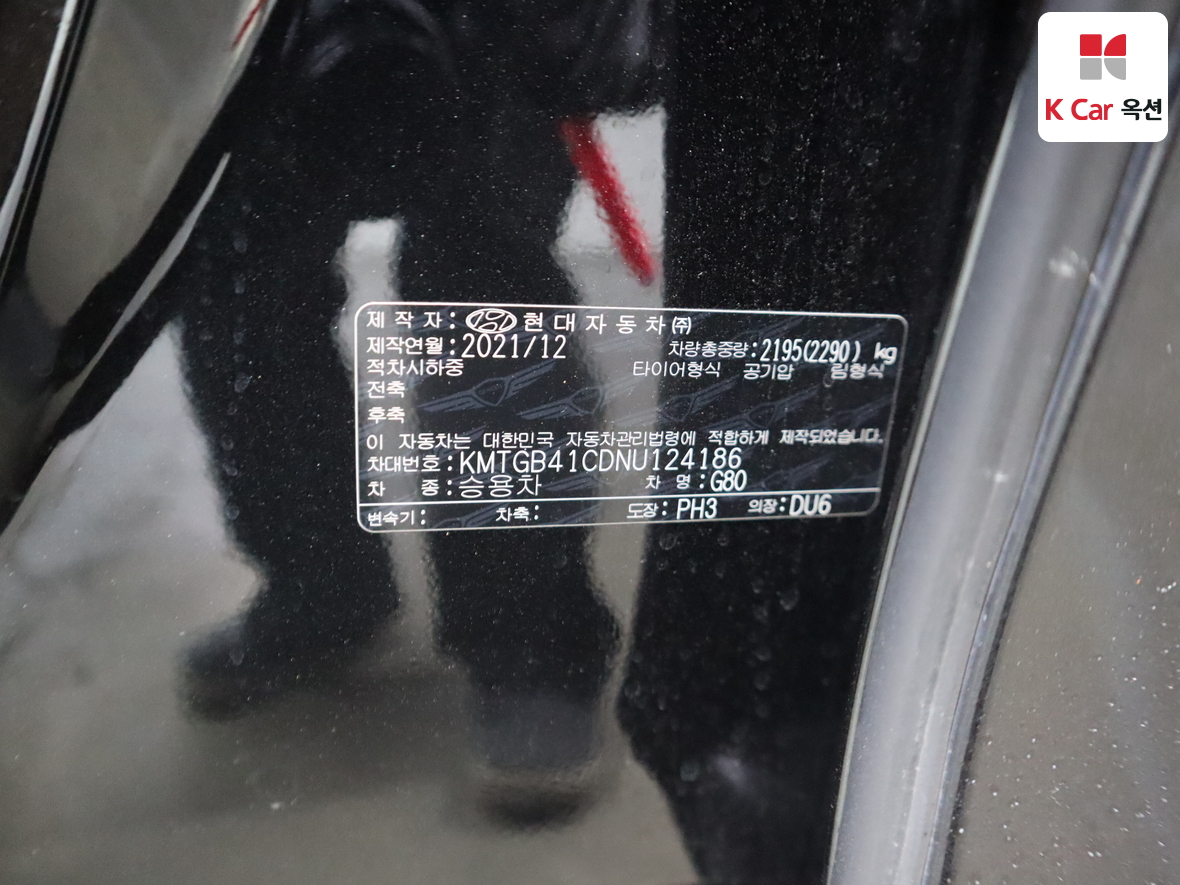 K Car 옥션
제 작 자 : 현 대 자 동 차 ㈜
제작연월 : 2021/12 차량총중량 : 2195(2290) kg
적차시하중 타이어형식 공기압 림형식
전축
후축
이 자동차는 대한민국 자동차관리법령에 적합하게 제작되었습니다.
차대번호 : KMTGB41CDNU124186
차 종 : 승용차 차 명 : G80
변속기 : 차축 : 도장 : PH3 의장 : DU6